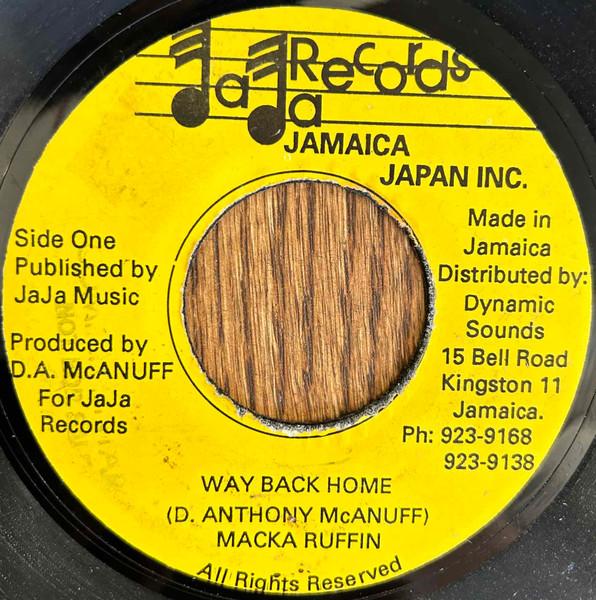 JaJa Records
JAMAICA
JAPAN INC.
Side One
Published by
JaJa Music
Produced by
D.A. McANUFF
For JaJa
Records
Made in
Jamaica
Distributed by:
Dynamic
Sounds
15 Bell Road
Kingston 11
Jamaica.
Ph: 923-9168
923-9138
WAY BACK HOME
(D. ANTHONY McANUFF)
MACKA RUFFIN
All Rights Reserved